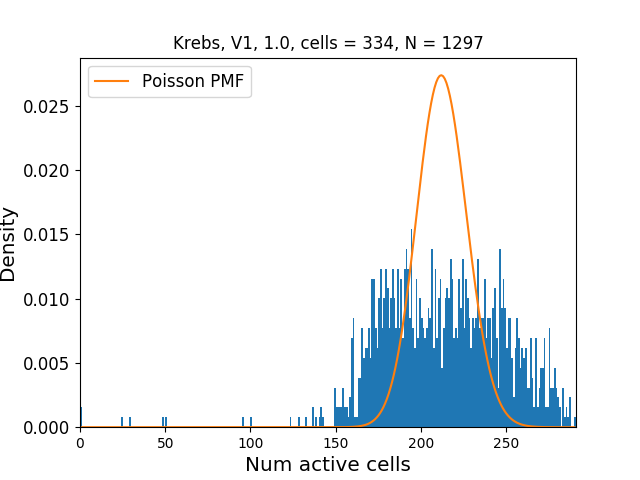 Krebs, V1, 1.0, cells = 334, N = 1297
Poisson PMF
Density
0.025
0.020
0.015
0.010
0.005
0.000
0 50 100 150 200 250
Num active cells